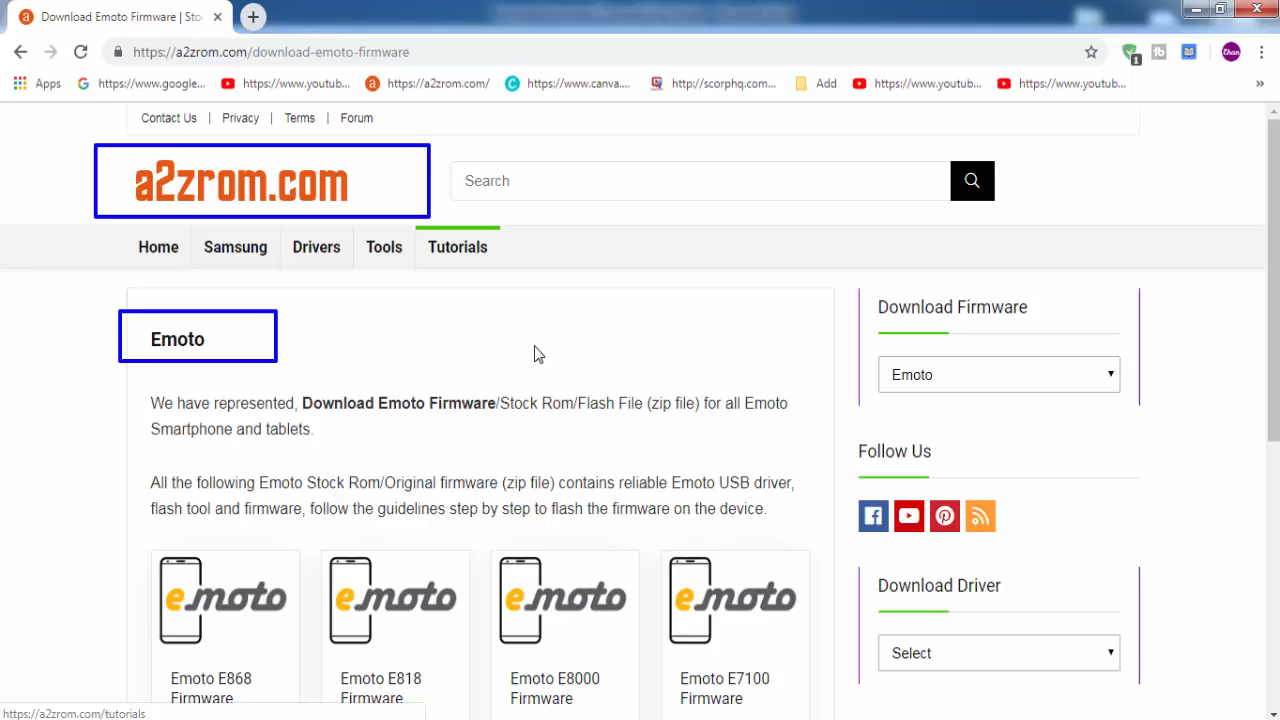 Download Emoto Firmware | Sto
https://a2zrom.com/download-emoto-firmware
1
Ehan
Apps
https://www.google...
https://www.youtub...
https://a2zrom.com/
https://www.canva....
http://scorphq.com...
Add
https://www.youtub...
https://www.youtub...
»
Contact Us | Privacy | Terms | Forum
a2zrom.com
Search
Home Samsung Drivers Tools Tutorials
Emoto
We have represented, Download Emoto Firmware/Stock Rom/Flash File (zip file) for all Emoto
Smartphone and tablets.
All the following Emoto Stock Rom/Original firmware (zip file) contains reliable Emoto USB driver,
flash tool and firmware, follow the guidelines step by step to flash the firmware on the device.
e.moto
Emoto E868
Firmware
e.moto
Emoto E818
Firmware
e.moto
Emoto E8000
Firmware
e.moto
Emoto E7100
Firmware
Download Firmware
Emoto
Follow Us
Download Driver
Select
https://a2zrom.com/tutorials